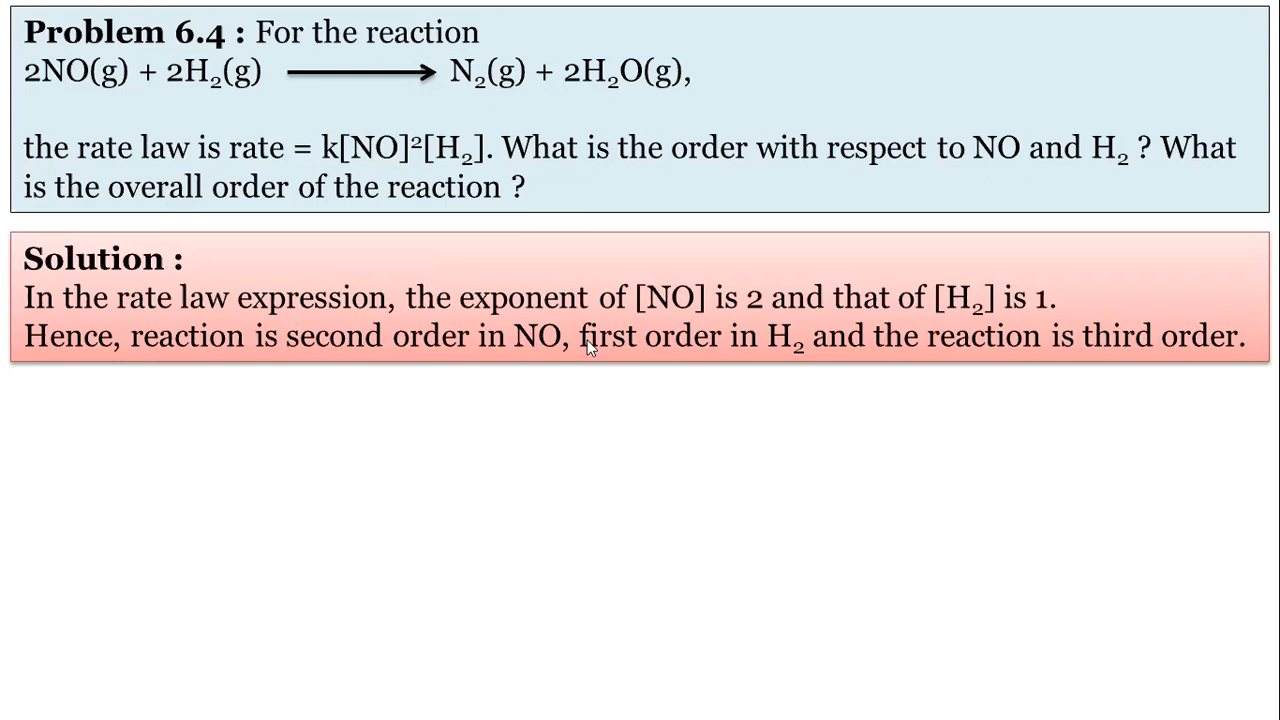 Problem 6.4 : For the reaction
2NO(g) + 2H₂(g) ⟶ N₂(g) + 2H₂O(g),
the rate law is rate = k[NO]²[H₂]. What is the order with respect to NO and H₂ ? What
is the overall order of the reaction ?
Solution :
In the rate law expression, the exponent of [NO] is 2 and that of [H₂] is 1.
Hence, reaction is second order in NO, first order in H₂ and the reaction is third order.